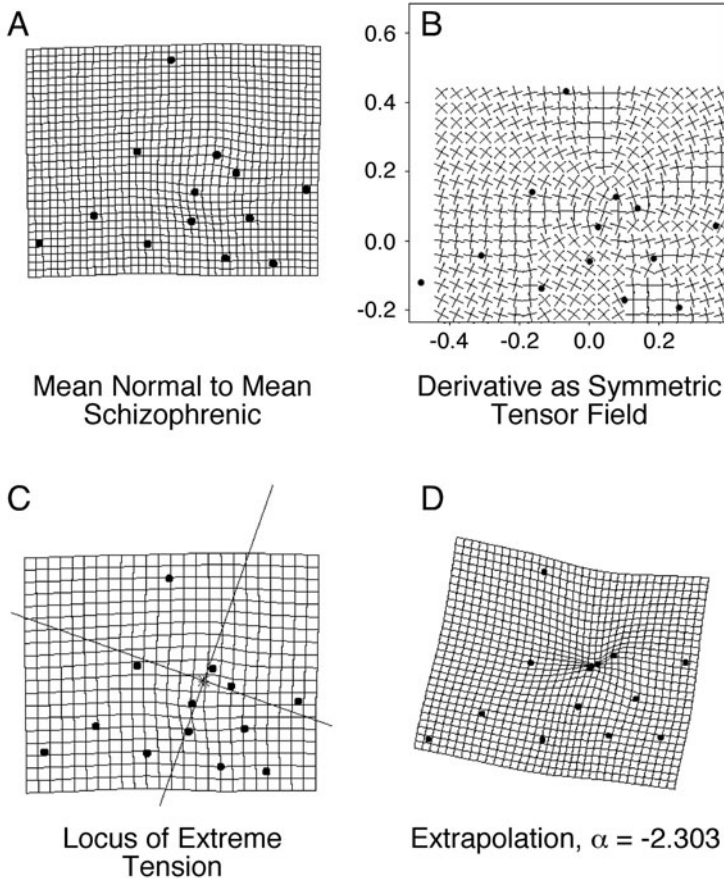 A
B
0.6
0.4
0.2
0.0
-0.2
-0.4
-0.2
0.0
0.2
Mean Normal to Mean
Schizophrenic
Derivative as Symmetric
Tensor Field
C
D
Locus of Extreme
Tension
Extrapolation, α = -2.303